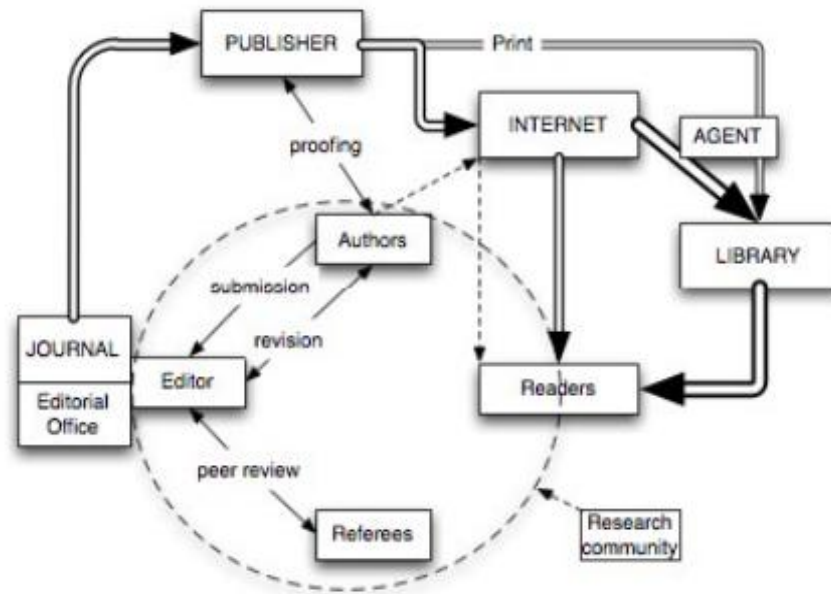 PUBLISHER
Print
INTERNET
AGENT
proofing
Authors
LIBRARY
submission
revision
JOURNAL
Editorial
Office
Editor
Readers
peer review
Referees
Research
community